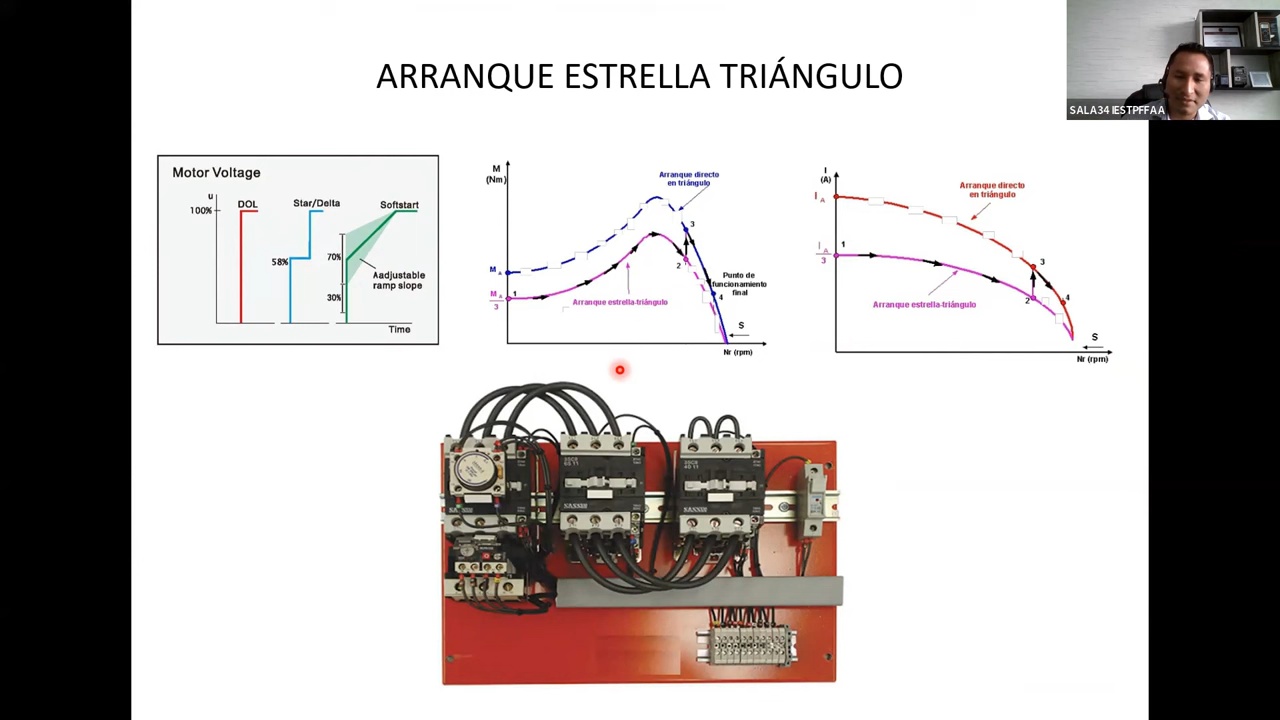 ARRANQUE ESTRELLA TRIÁNGULO
SALA34 IESTPFFAA
Motor Voltage
u
100%
DOL
Star/Delta
Softstart
58%
70%
30%
Aadjustable
ramp slope
Time
M
(Nm)
Arranque directo
en triángulo
M A
M A
3
1
2
3
4
Arranque estrella-triángulo
Punto de
funcionamiento
final
S
Nr (rpm)
I
(A)
Arranque directo
en triángulo
I A
I A
3
1
2
3
4
Arranque estrella-triángulo
S
Nr (rpm)